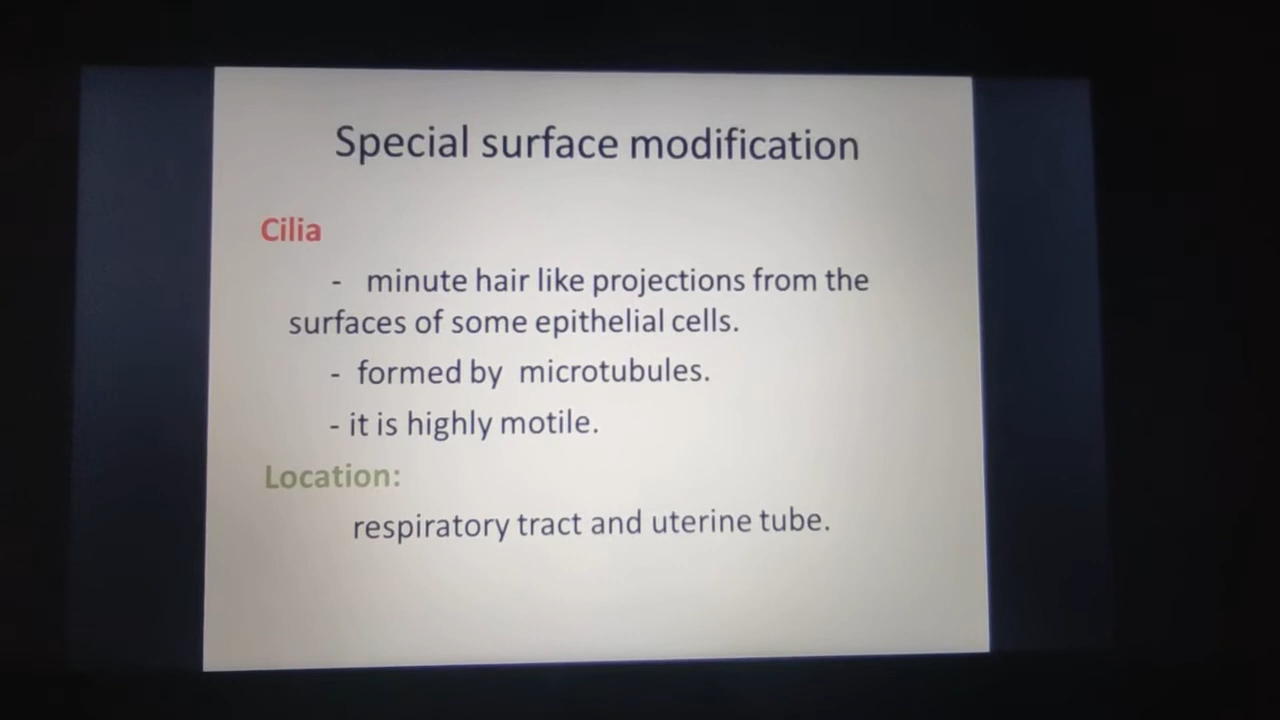 Special surface modification
Cilia
- minute hair like projections from the
surfaces of some epithelial cells.
- formed by microtubules.
- it is highly motile.
Location:
respiratory tract and uterine tube.